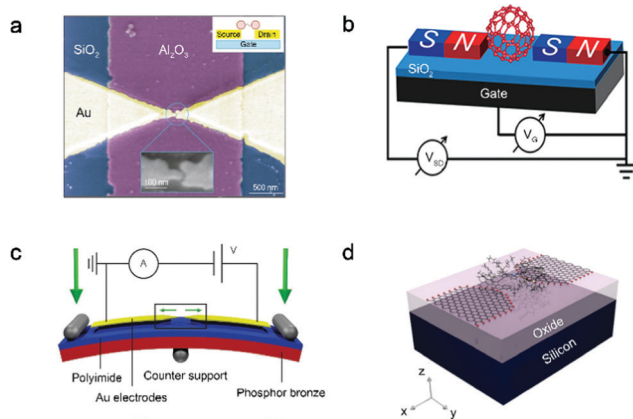 a
SiO2
Al2O3
Source Drain
Gate
Au
100 nm
500 nm
b
S N S N
SiO2
Gate
VG
VSD
c
A
V
Polyimide
Counter support
Au electrodes
Phosphor bronze
d
Oxide
Silicon
z
x
y